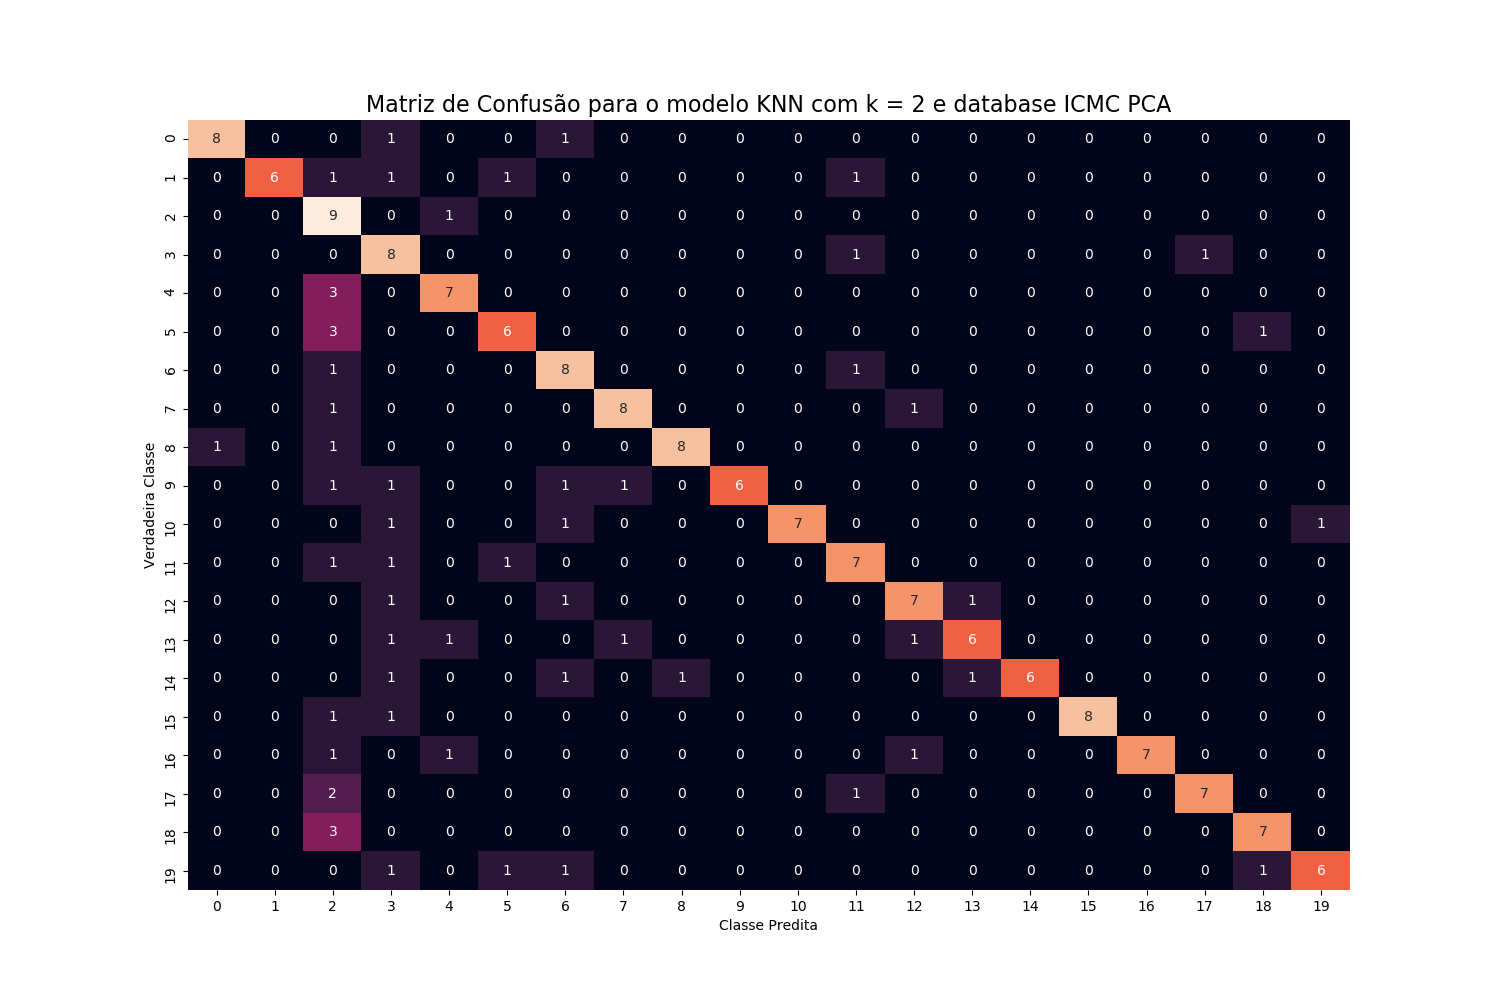 Matriz de Confusão para o modelo KNN com k = 2 e database ICMC PCA
0 8 0 0 1 0 0 1 0 0 0 0 0 0 0 0 0 0 0 0 0
1 0 6 1 1 0 1 0 0 0 0 0 1 0 0 0 0 0 0 0 0
2 0 0 9 0 1 0 0 0 0 0 0 0 0 0 0 0 0 0 0 0
3 0 0 0 8 0 0 0 0 0 0 0 1 0 0 0 0 0 1 0 0
4 0 0 3 0 7 0 0 0 0 0 0 0 0 0 0 0 0 0 0 0
5 0 0 3 0 0 6 0 0 0 0 0 0 0 0 0 0 0 0 1 0
6 0 0 1 0 0 0 8 0 0 0 0 1 0 0 0 0 0 0 0 0
7 0 0 1 0 0 0 0 8 0 0 0 0 1 0 0 0 0 0 0 0
8 1 0 1 0 0 0 0 0 8 0 0 0 0 0 0 0 0 0 0 0
9 0 0 1 1 0 0 1 1 0 6 0 0 0 0 0 0 0 0 0 0
10 0 0 0 1 0 0 1 0 0 0 7 0 0 0 0 0 0 0 0 1
11 0 0 1 1 0 1 0 0 0 0 0 7 0 0 0 0 0 0 0 0
12 0 0 0 1 0 0 1 0 0 0 0 0 7 1 0 0 0 0 0 0
13 0 0 0 1 1 0 0 1 0 0 0 0 1 6 0 0 0 0 0 0
14 0 0 0 1 0 0 1 0 1 0 0 0 0 1 6 0 0 0 0 0
15 0 0 1 1 0 0 0 0 0 0 0 0 0 0 0 8 0 0 0 0
16 0 0 1 0 1 0 0 0 0 0 0 0 1 0 0 0 7 0 0 0
17 0 0 2 0 0 0 0 0 0 0 0 1 0 0 0 0 0 7 0 0
18 0 0 3 0 0 0 0 0 0 0 0 0 0 0 0 0 0 0 7 0
19 0 0 0 1 0 1 1 0 0 0 0 0 0 0 0 0 0 0 1 6
0 1 2 3 4 5 6 7 8 9 10 11 12 13 14 15 16 17 18 19
Classe Predita
Verdadeira Classe